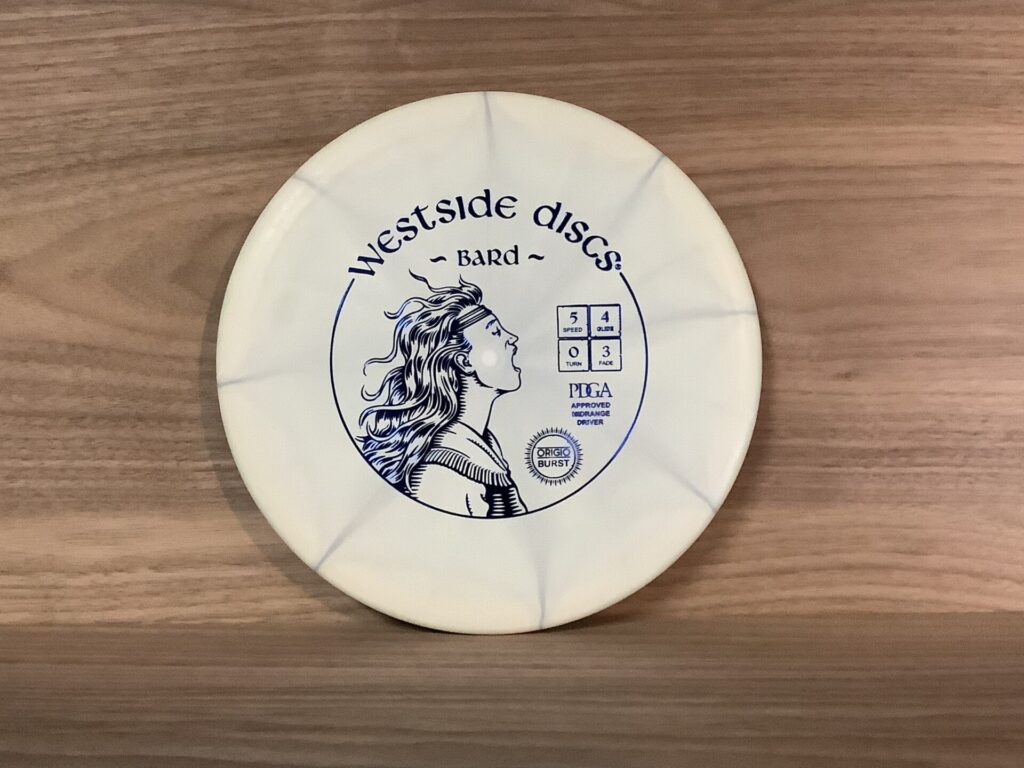 westside discs
~ BARd ~
5 4
SPEED GLIDE
0 3
TURN FADE
PDGA
APPROVED
MIDRANGE
DRIVER
ORIGIO
BURST